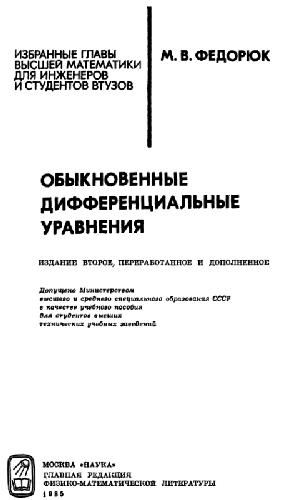 ИЗБРАННЫЕ ГЛАВЫ
ВЫСШЕЙ МАТЕМАТИКИ
ДЛЯ ИНЖЕНЕРОВ
И СТУДЕНТОВ ВТУЗОВ
М. В. ФЕДОРЮК
ОБЫКНОВЕННЫЕ
ДИФФЕРЕНЦИАЛЬНЫЕ
УРАВНЕНИЯ
ИЗДАНИЕ ВТОРОЕ, ПЕРЕРАБОТАННОЕ И ДОПОЛНЕННОЕ
Допущено Министерством
высшего и среднего специального образования СССР
в качестве учебного пособия
для студентов высших
технических учебных заведений
МОСКВА «НАУКА»
ГЛАВНАЯ РЕДАКЦИЯ
ФИЗИКО-МАТЕМАТИЧЕСКОЙ ЛИТЕРАТУРЫ
1985